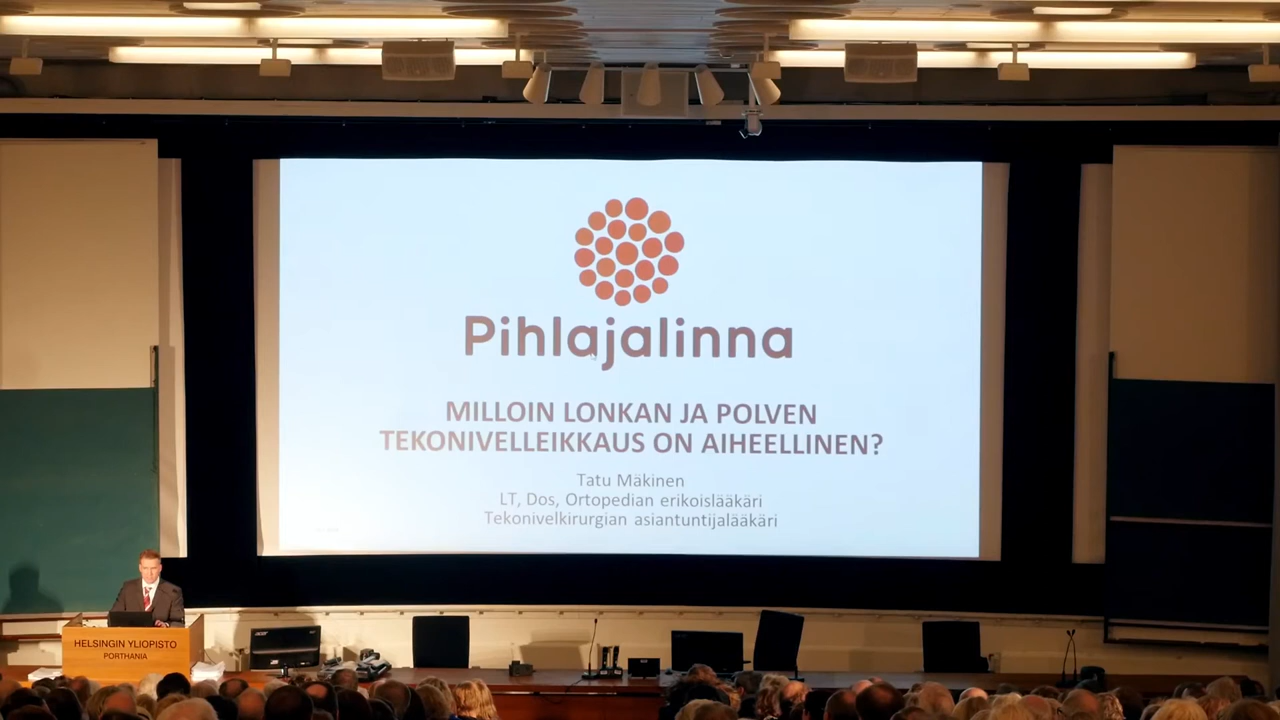 Pihlajalinna
MILLOIN LONKAN JA POLVEN
TEKONIVELLEIKKAUS ON AIHEELLINEN?
Tatu Mäkinen
LT, Dos, Ortopedian erikoislääkäri
Tekonivelkirurgian asiantuntijalääkäri
HELSINGIN YLIOPISTO
PORTHANIA